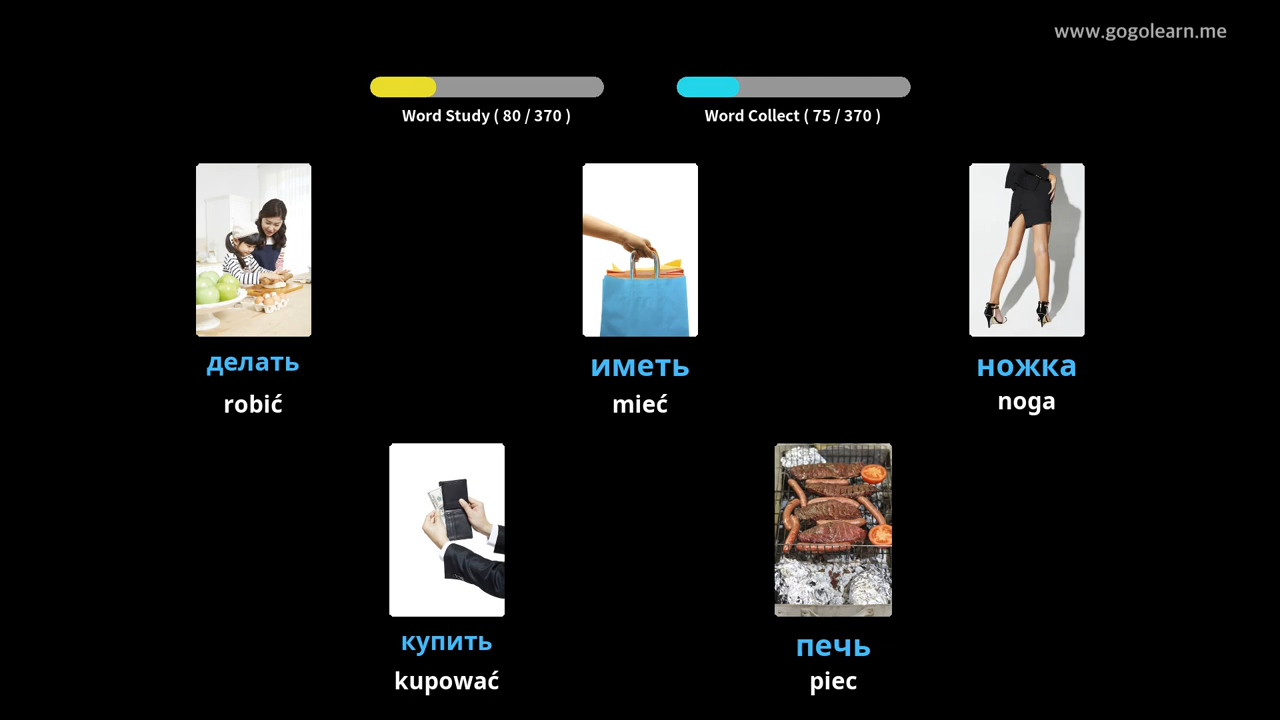 www.gogolearn.me
Word Study ( 80 / 370 )
Word Collect ( 75 / 370 )
делать
robić
иметь
mieć
ножка
noga
купить
kupować
печь
piec